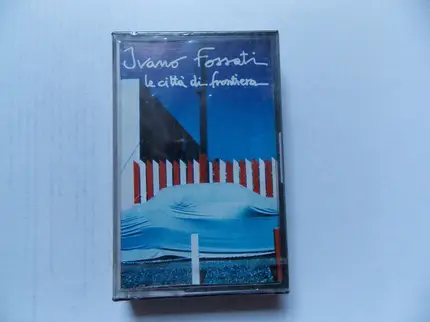 Ivano Fossati
le città di frontiera